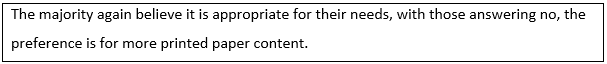 The majority again believe it is appropriate for their needs, with those answering no, the
preference is for more printed paper content.